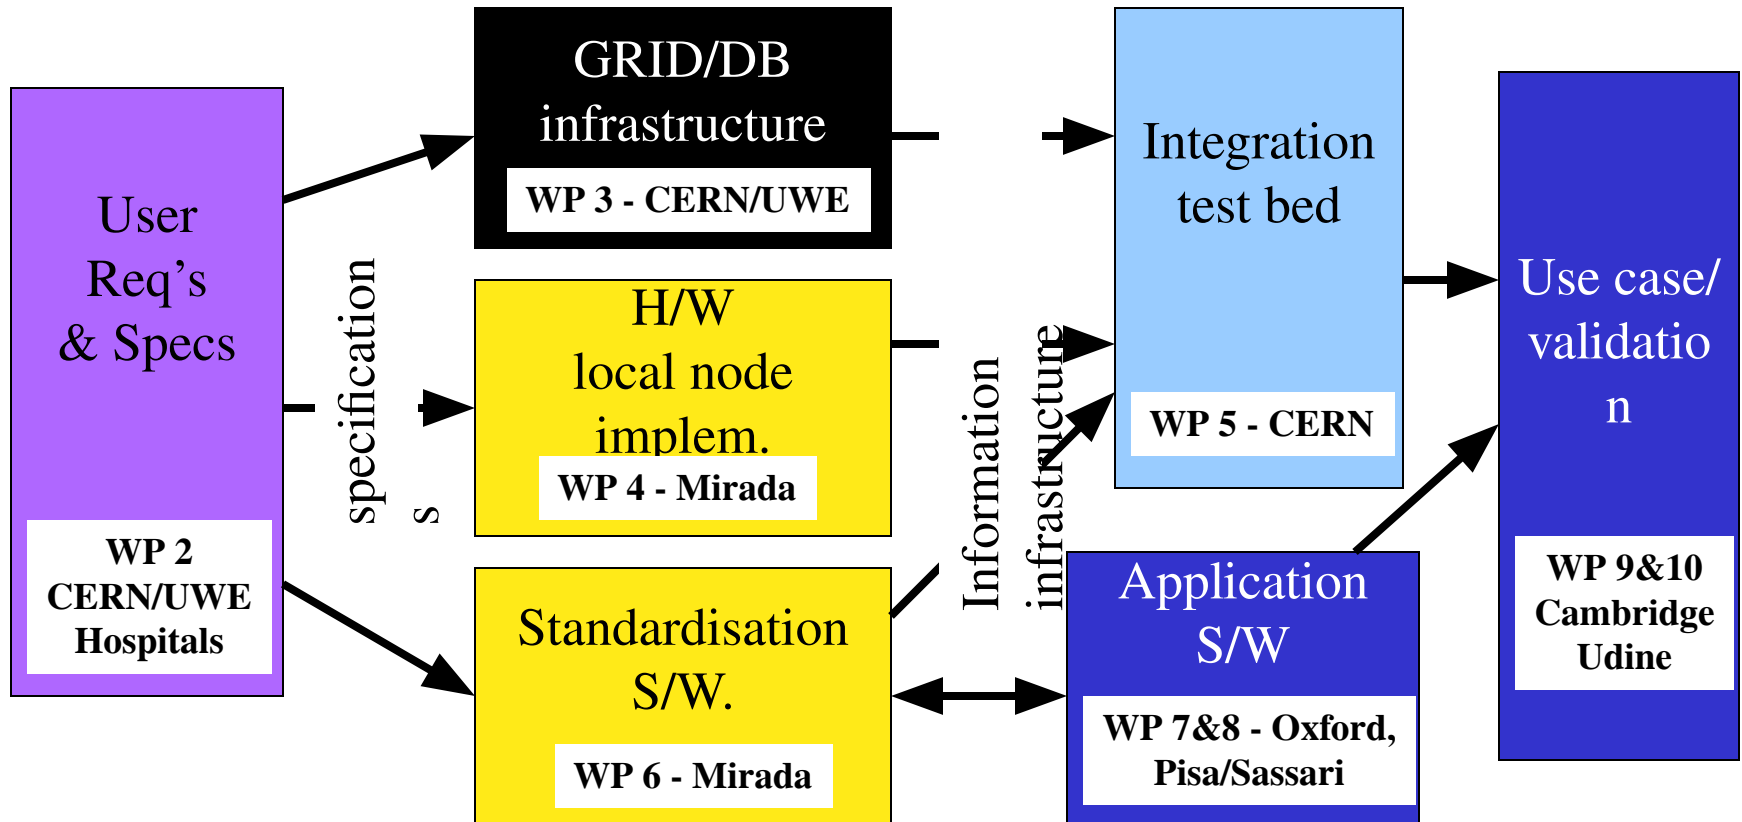 User
Req’s
& Specs
WP 2
CERN/UWE
Hospitals
specification
s
GRID/DB
infrastructure
WP 3 - CERN/UWE
H/W
local node
implem.
WP 4 - Mirada
Standardisation
S/W.
WP 6 - Mirada
Information
infrastructure
Integration
test bed
WP 5 - CERN
Application
S/W
WP 7&8 - Oxford,
Pisa/Sassari
Use case/
validatio
n
WP 9&10
Cambridge
Udine